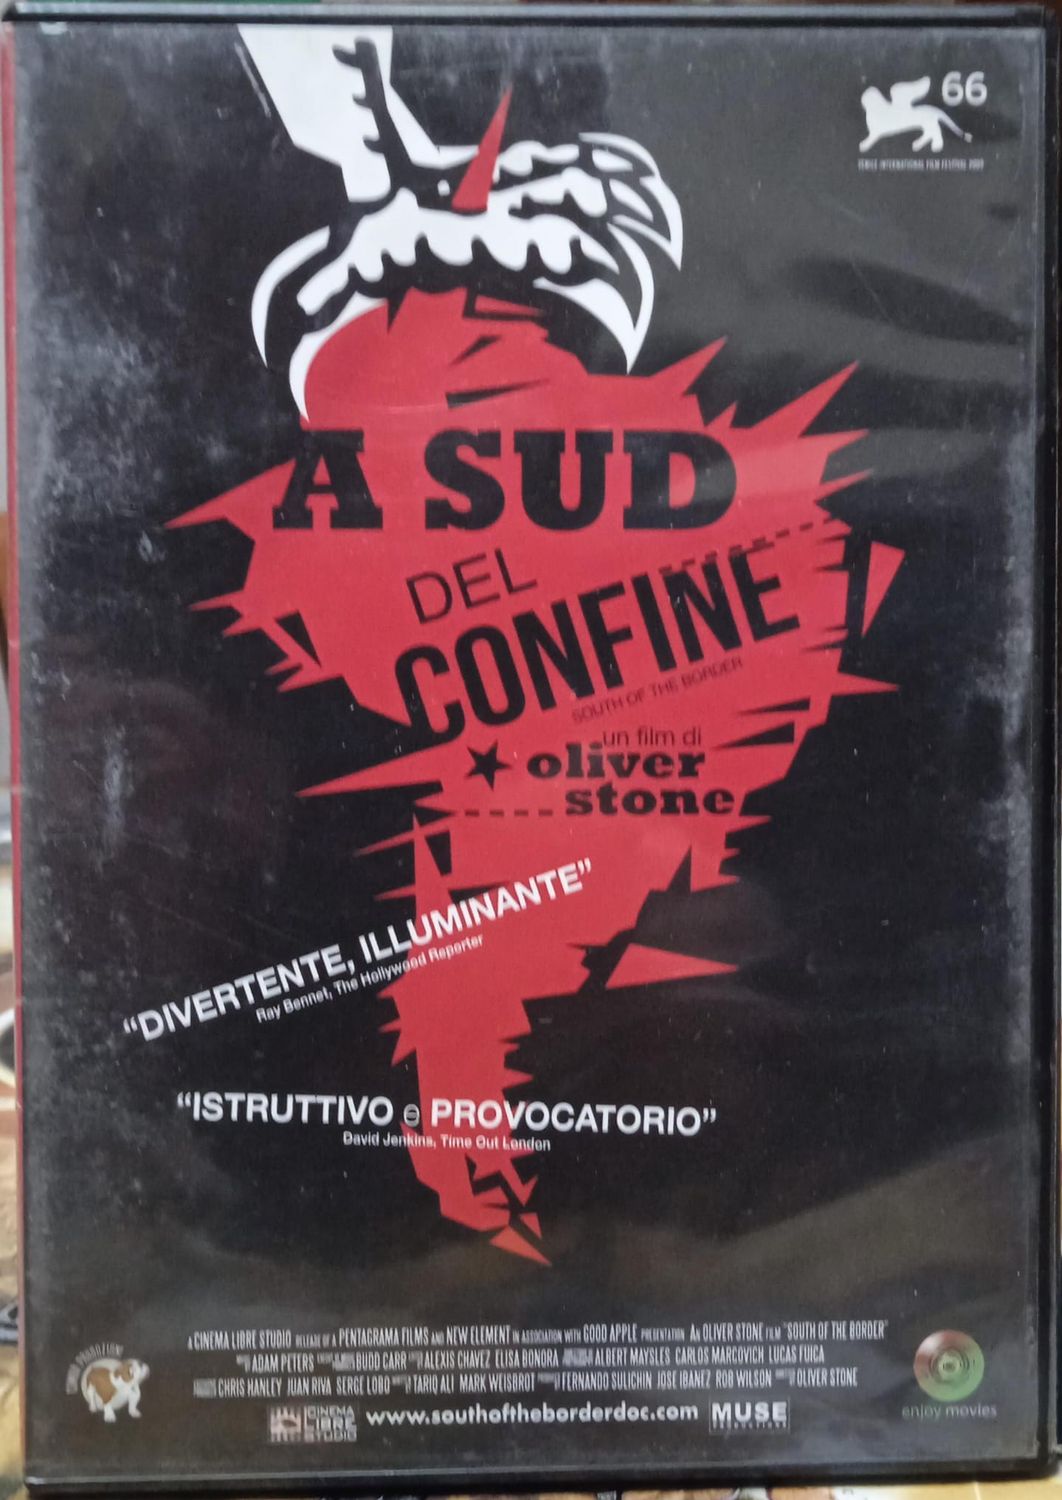 66
VENICE INTERNATIONAL FILM FESTIVAL 2009
A SUD
DEL
CONFINE
SOUTH OF THE BORDER
un film di
oliver
stone
“DIVERTENTE, ILLUMINANTE”
Ray Bennet, The Hollywood Reporter
“ISTRUTTIVO e PROVOCATORIO”
David Jenkins, Time Out London
A CINEMA LIBRE STUDIO RELEASE OF A PENTAGRAMA FILMS AND NEW ELEMENT IN ASSOCIATION WITH GOOD APPLE PRESENTATION AN OLIVER STONE FILM "SOUTH OF THE BORDER"
ADAM PETERS BUDD CARR ALEXIS CHAVEZ ELISA BONORA ALBERT MAYSLES CARLOS MARCOVICH LUCAS FUICA
CHRIS HANLEY JUAN RIVA SERGE LOBO TARIQ ALI MARK WEISBROT FERNANDO SULICHIN JOSE IBANEZ ROB WILSON OLIVER STONE
CINEMA
LIBRE
STUDIO
www.southoftheborderdoc.com
MUSE
PRODUCTIONS
enjoy movies